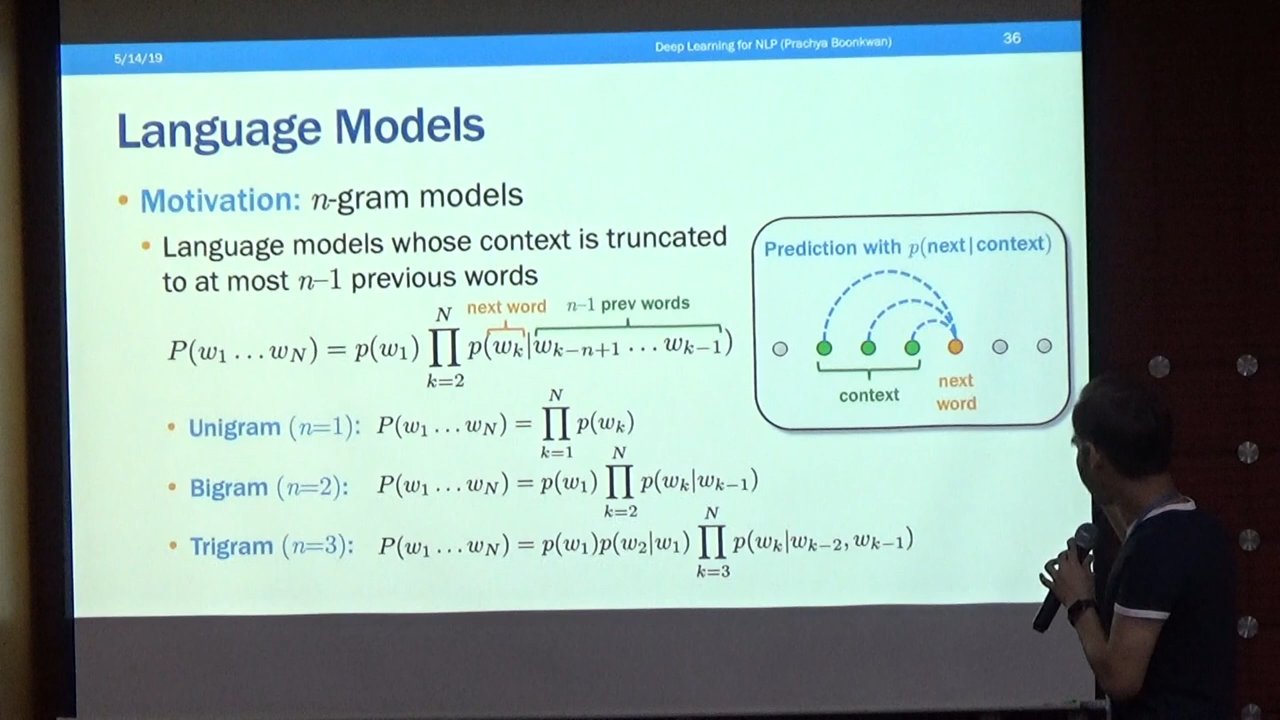 5/14/19
Deep Learning for NLP (Prachya Boonkwan)
36
Language Models
• Motivation: n-gram models
• Language models whose context is truncated
to at most n–1 previous words
next word n–1 prev words
P(w₁ … w_N) = p(w₁) ∏_{k=2}^{N} p(w_k|w_{k−n+1} … w_{k−1})
• Unigram (n=1): P(w₁ … w_N) = ∏_{k=1}^{N} p(w_k)
• Bigram (n=2): P(w₁ … w_N) = p(w₁) ∏_{k=2}^{N} p(w_k|w_{k−1})
• Trigram (n=3): P(w₁ … w_N) = p(w₁)p(w₂|w₁) ∏_{k=3}^{N} p(w_k|w_{k−2}, w_{k−1})
Prediction with p(next|context)
context
next
word